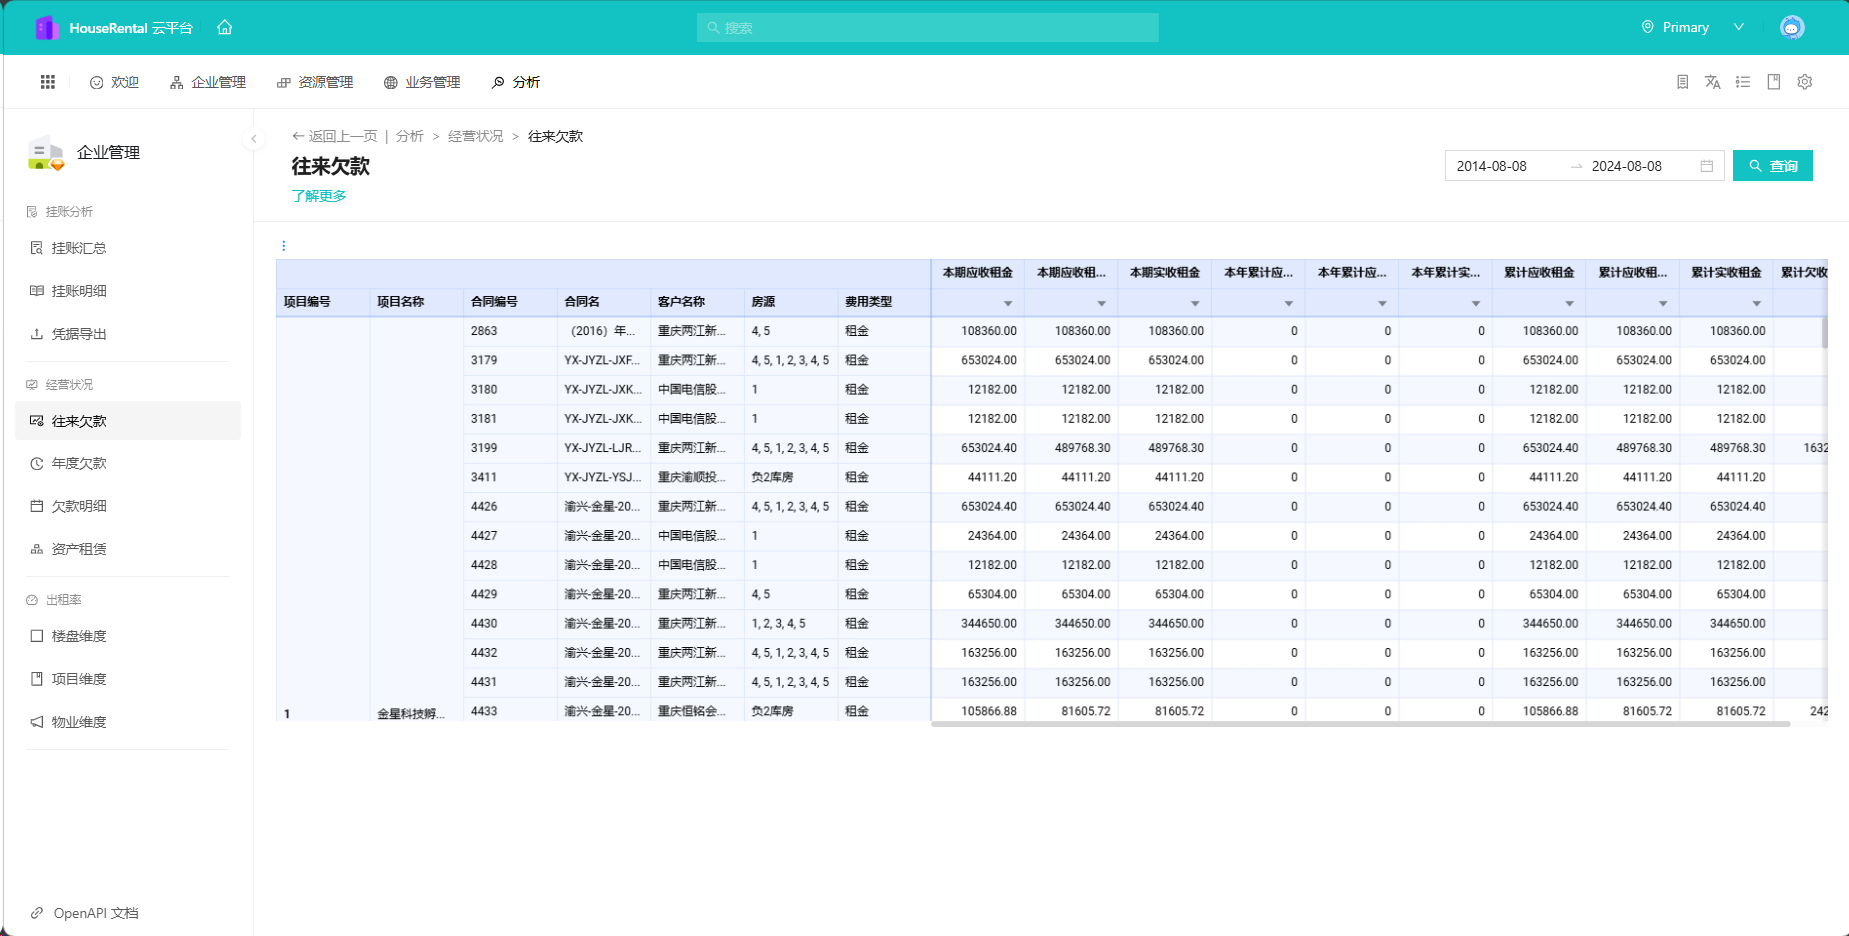 HouseRental 云平台
搜索
Primary
欢迎 企业管理 资源管理 业务管理 分析
企业管理
挂账分析
挂账汇总
挂账明细
凭据导出
经营状况
往来欠款
年度欠款
欠款明细
资产租赁
出租率
楼盘维度
项目维度
物业维度
OpenAPI 文档
返回上一页 | 分析 > 经营状况 > 往来欠款
往来欠款
了解更多
2014-08-08 → 2024-08-08 查询
本期应收租金 本期应收租... 本期实收租金 本年累计应... 本年累计应... 本年累计实... 累计应收租金 累计应收租... 累计实收租金 累计欠收
项目编号 项目名称 合同编号 合同名 客户名称 房源 费用类型
2863 （2016）年... 重庆两江新... 4, 5 租金 108360.00 108360.00 108360.00 0 0 0 108360.00 108360.00 108360.00
3179 YX-JYZL-JXF... 重庆两江新... 4, 5, 1, 2, 3, 4, 5 租金 653024.00 653024.00 653024.00 0 0 0 653024.00 653024.00 653024.00
3180 YX-JYZL-JXK... 中国电信股... 1 租金 12182.00 12182.00 12182.00 0 0 0 12182.00 12182.00 12182.00
3181 YX-JYZL-JXK... 中国电信股... 1 租金 12182.00 12182.00 12182.00 0 0 0 12182.00 12182.00 12182.00
3199 YX-JYZL-LJR... 重庆两江新... 4, 5, 1, 2, 3, 4, 5 租金 653024.40 489768.30 489768.30 0 0 0 653024.40 489768.30 489768.30 1632
3411 YX-JYZL-YSJ... 重庆渝顺投... 负2库房 租金 44111.20 44111.20 44111.20 0 0 0 44111.20 44111.20 44111.20
4426 渝兴-金星-20... 重庆两江新... 4, 5, 1, 2, 3, 4, 5 租金 653024.40 653024.40 653024.40 0 0 0 653024.40 653024.40 653024.40
4427 渝兴-金星-20... 中国电信股... 1 租金 24364.00 24364.00 24364.00 0 0 0 24364.00 24364.00 24364.00
4428 渝兴-金星-20... 中国电信股... 1 租金 12182.00 12182.00 12182.00 0 0 0 12182.00 12182.00 12182.00
4429 渝兴-金星-20... 重庆两江新... 4, 5 租金 65304.00 65304.00 65304.00 0 0 0 65304.00 65304.00 65304.00
4430 渝兴-金星-20... 重庆两江新... 1, 2, 3, 4, 5 租金 344650.00 344650.00 344650.00 0 0 0 344650.00 344650.00 344650.00
4432 渝兴-金星-20... 重庆两江新... 4, 5, 1, 2, 3, 4, 5 租金 163256.00 163256.00 163256.00 0 0 0 163256.00 163256.00 163256.00
4431 渝兴-金星-20... 重庆两江新... 4, 5, 1, 2, 3, 4, 5 租金 163256.00 163256.00 163256.00 0 0 0 163256.00 163256.00 163256.00
1 金星科技孵... 4433 渝兴-金星-20... 重庆恒铭会... 负2库房 租金 105866.88 81605.72 81605.72 0 0 0 105866.88 81605.72 81605.72 242